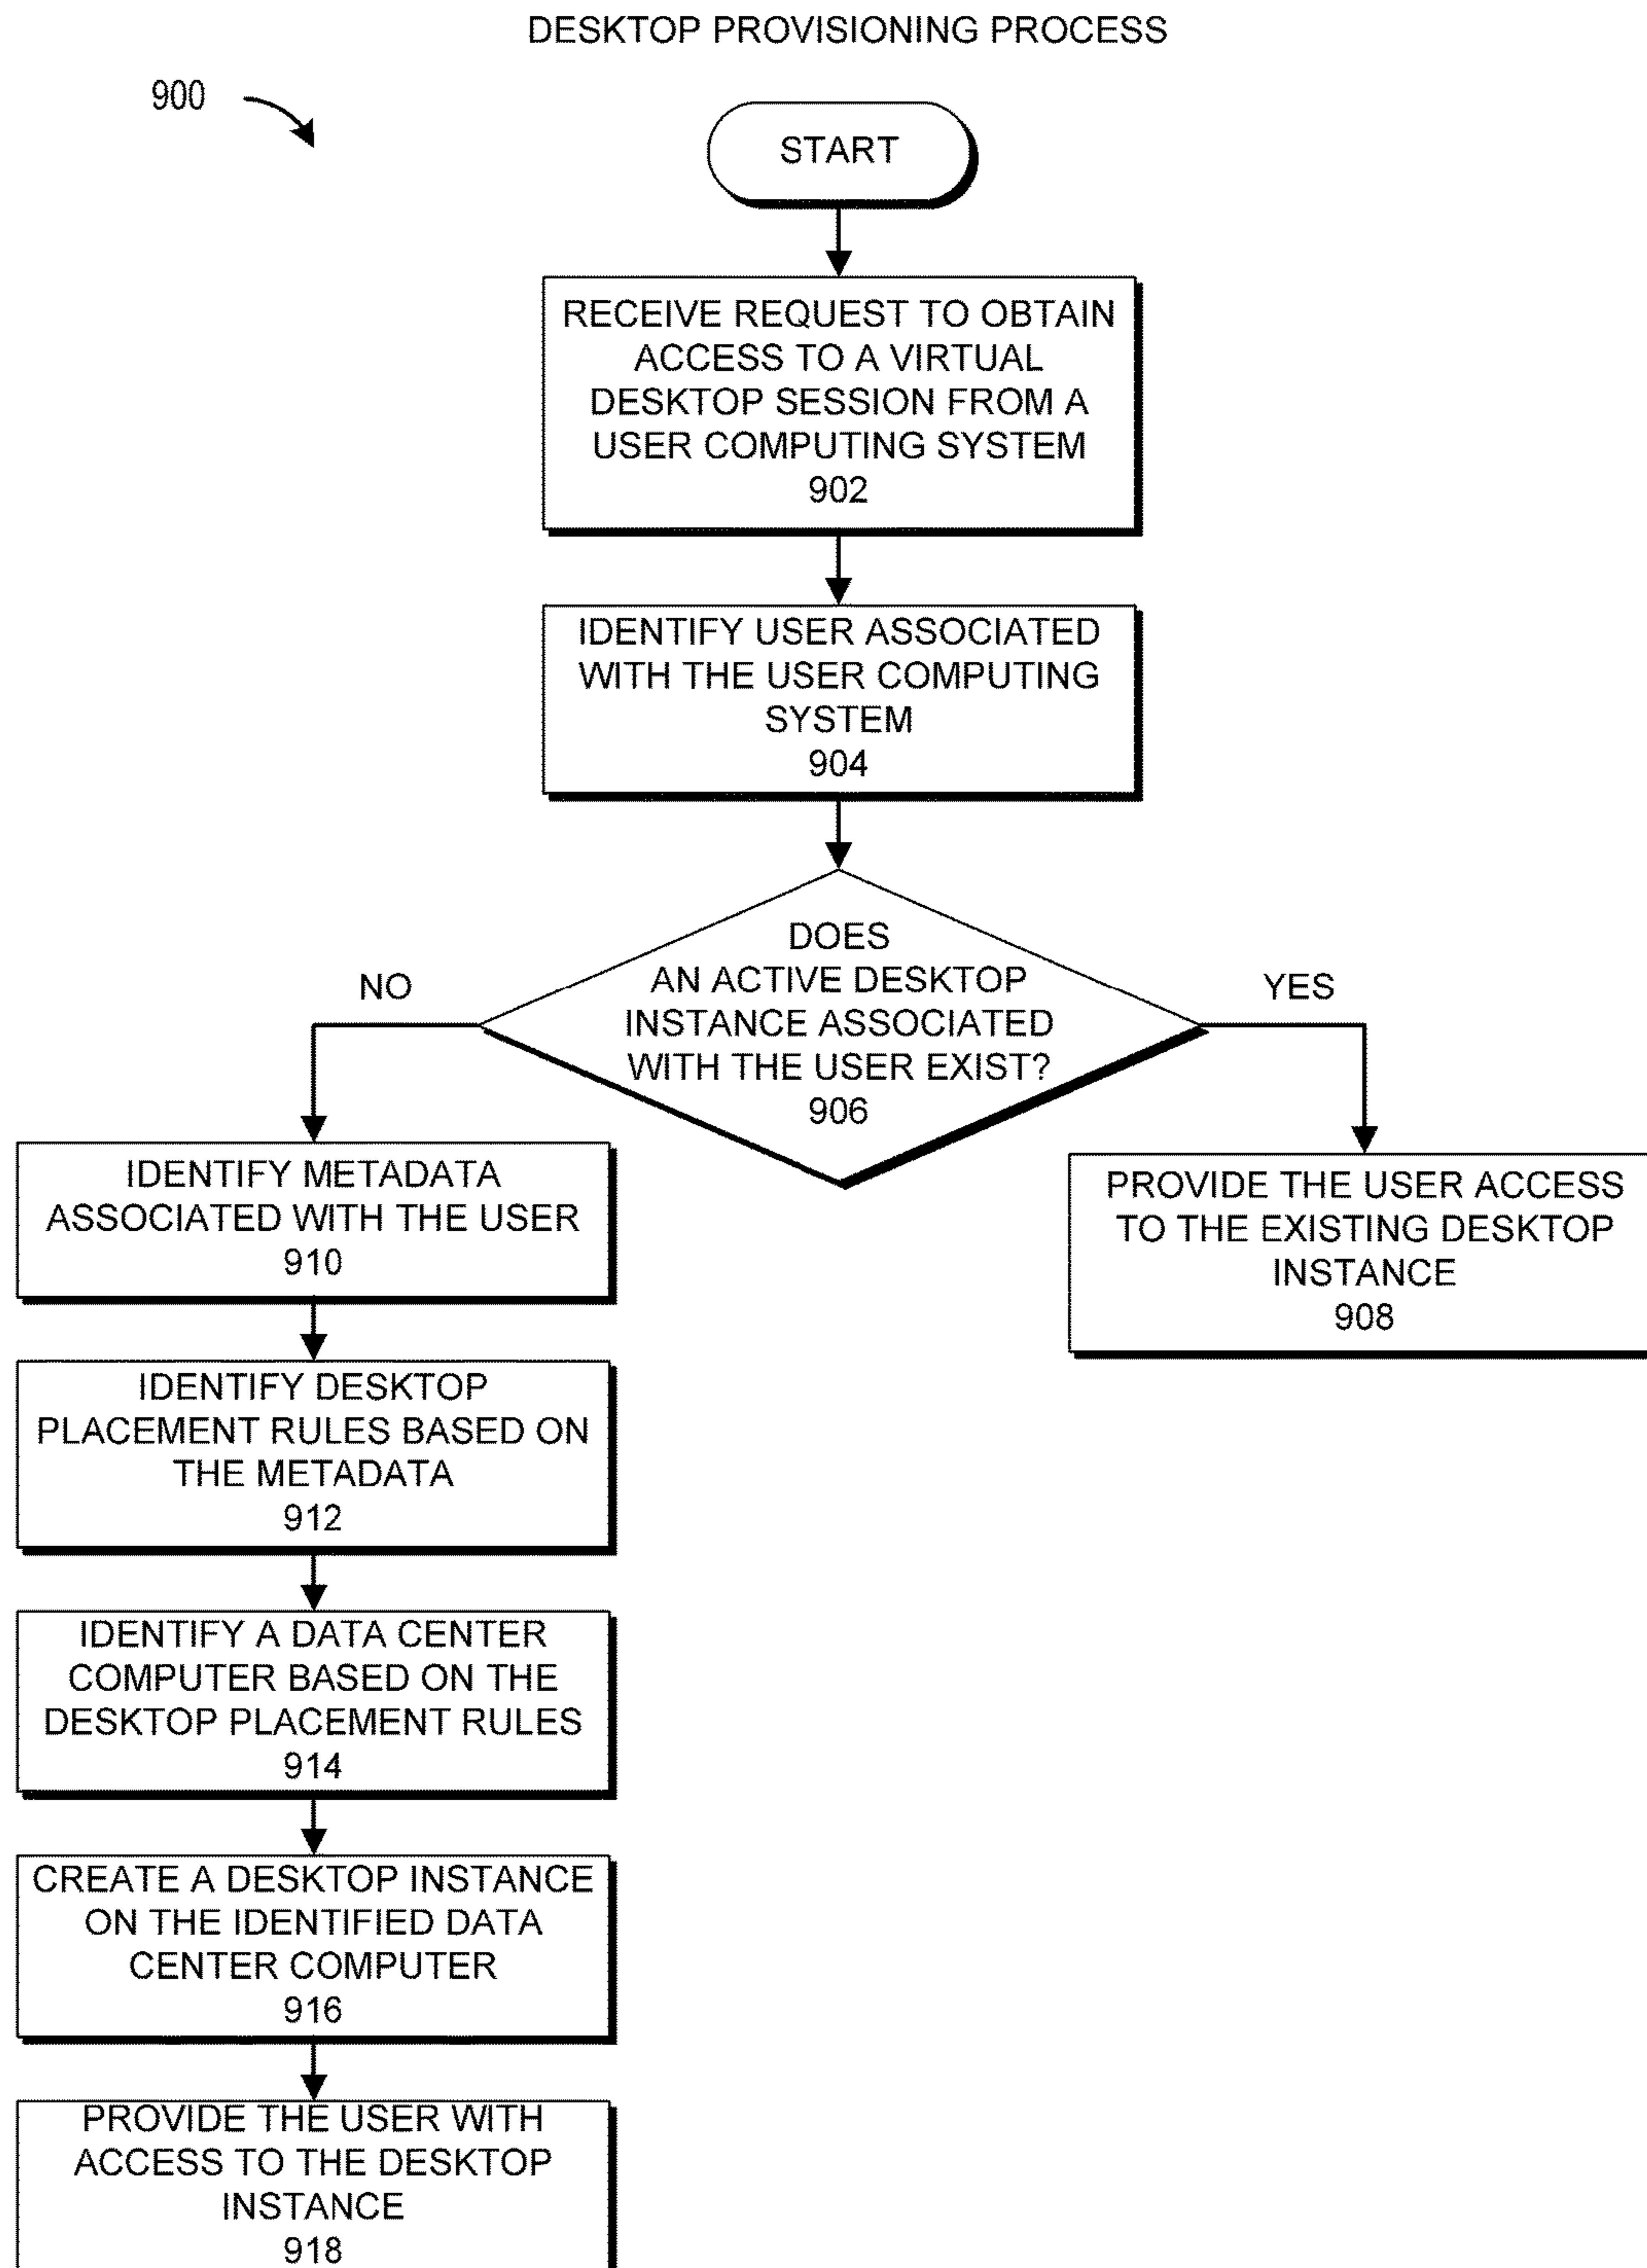 DESKTOP PROVISIONING PROCESS
900
START
RECEIVE REQUEST TO OBTAIN
ACCESS TO A VIRTUAL
DESKTOP SESSION FROM A
USER COMPUTING SYSTEM
902
IDENTIFY USER ASSOCIATED
WITH THE USER COMPUTING
SYSTEM
904
DOES
AN ACTIVE DESKTOP
INSTANCE ASSOCIATED
WITH THE USER EXIST?
906
NO
YES
IDENTIFY METADATA
ASSOCIATED WITH THE USER
910
PROVIDE THE USER ACCESS
TO THE EXISTING DESKTOP
INSTANCE
908
IDENTIFY DESKTOP
PLACEMENT RULES BASED ON
THE METADATA
912
IDENTIFY A DATA CENTER
COMPUTER BASED ON THE
DESKTOP PLACEMENT RULES
914
CREATE A DESKTOP INSTANCE
ON THE IDENTIFIED DATA
CENTER COMPUTER
916
PROVIDE THE USER WITH
ACCESS TO THE DESKTOP
INSTANCE
918